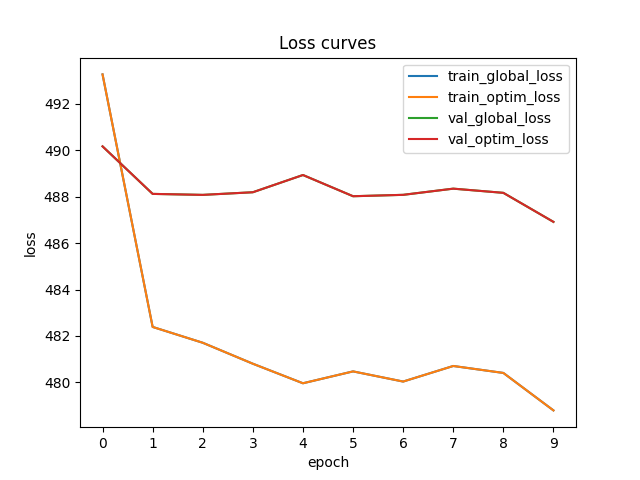 Loss curves
train_global_loss
train_optim_loss
val_global_loss
val_optim_loss
loss
492
490
488
486
484
482
480
0 1 2 3 4 5 6 7 8 9
epoch